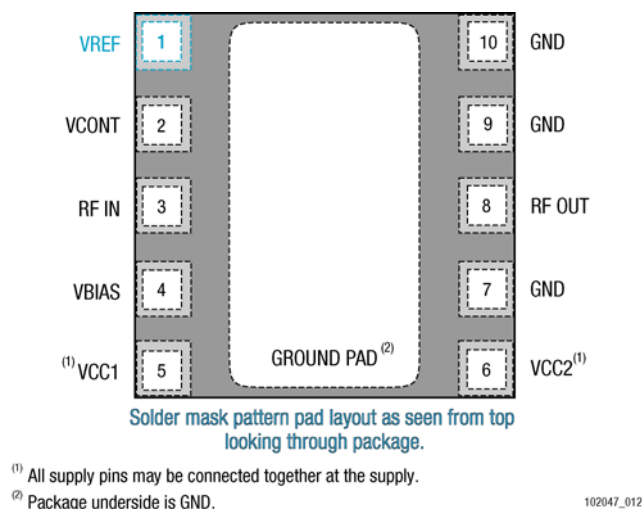 VREF 1 10 GND
VCONT 2 9 GND
RF IN 3 8 RF OUT
VBIAS 4 7 GND
(1) VCC1 5 GROUND PAD (2) 6 VCC2 (1)
Solder mask pattern pad layout as seen from top
looking through package.
(1) All supply pins may be connected together at the supply.
(2) Package underside is GND.
102047_012